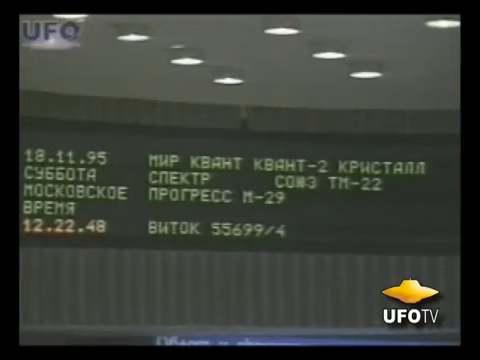 UFO
18.11.95 МИР КВАНТ КВАНТ-2 КРИСТАЛЛ
СУББОТА СПЕКТР СОЮЗ ТМ-22
МОСКОВСКОЕ ПРОГРЕСС М-29
ВРЕМЯ
12.22.48 ВИТОК 55699/4
UFOTV